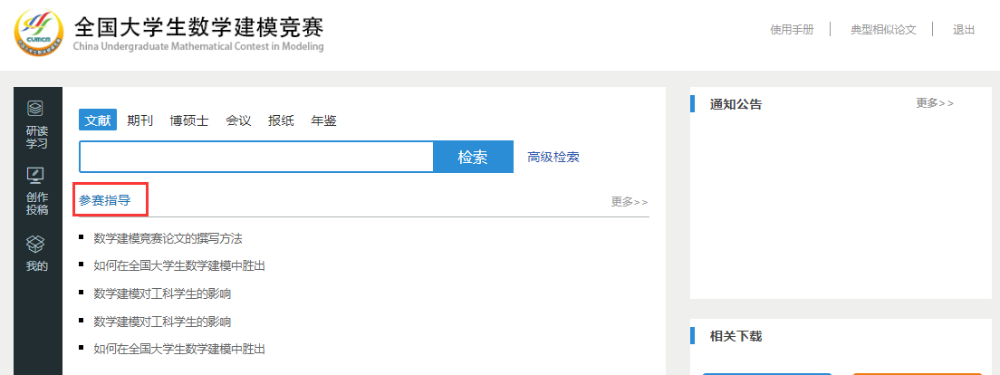 全国大学生数学建模竞赛
China Undergraduate Mathematical Contest in Modeling
CUMCM
使用手册 典型相似论文 退出
研读
学习
创作
投稿
我的
文献 期刊 博硕士 会议 报纸 年鉴
检索 高级检索
参赛指导 更多>>
数学建模竞赛论文的撰写方法
如何在全国大学生数学建模中胜出
数学建模对工科学生的影响
数学建模对工科学生的影响
如何在全国大学生数学建模中胜出
通知公告 更多>>
相关下载